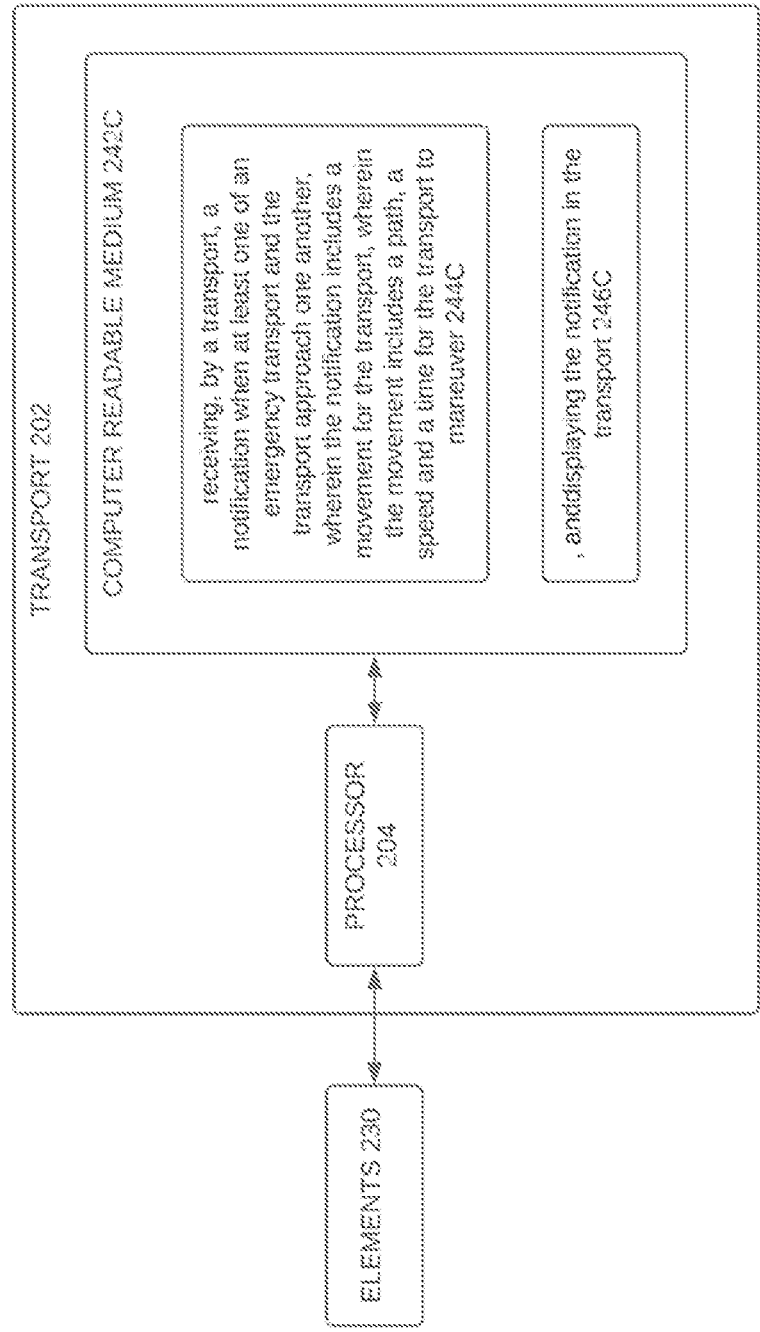 TRANSPORT 202
COMPUTER READABLE MEDIUM 242C
receiving, by a transport, a
notification when at least one of an
emergency transport and the
transport approach one another,
wherein the notification includes a
movement for the transport, wherein
the movement includes a path, a
speed and a time for the transport to
maneuver 244C
, anddisplaying the notification in the
transport 246C
PROCESSOR
204
ELEMENTS 230